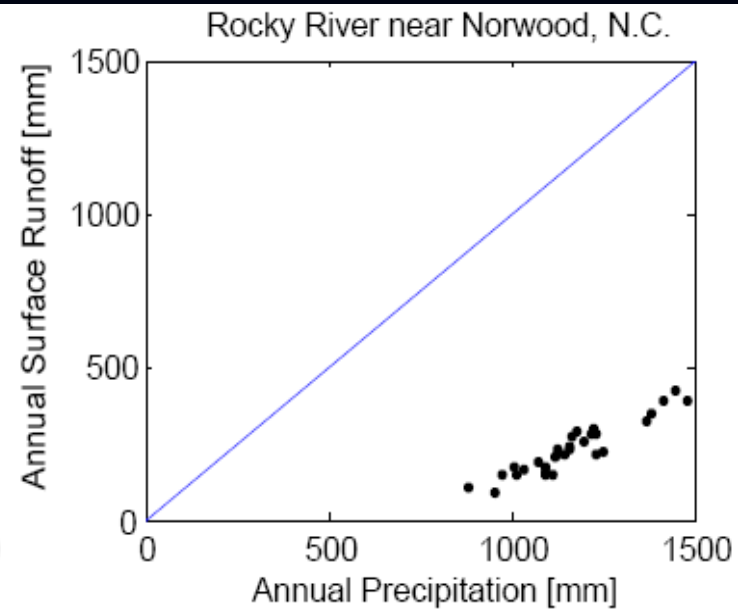 Rocky River near Norwood, N.C.
Annual Surface Runoff [mm]
1500
1000
500
0
0 500 1000 1500
Annual Precipitation [mm]